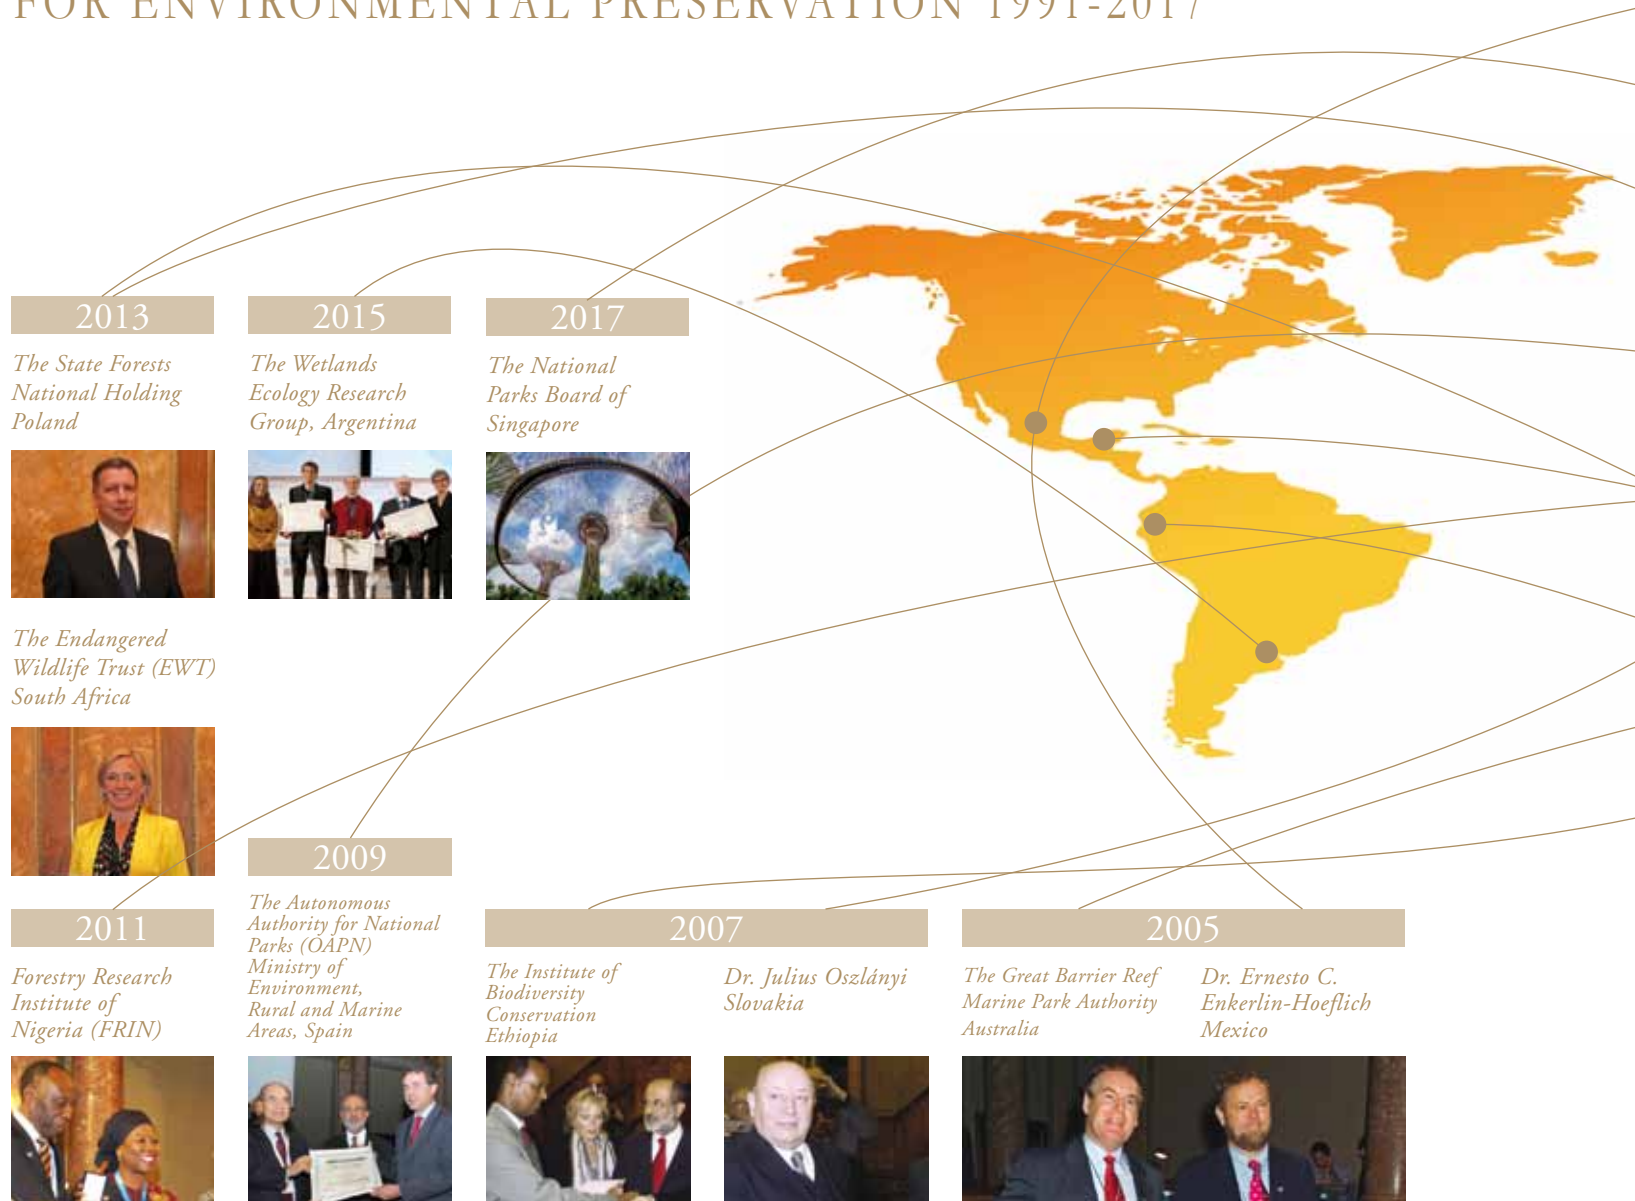 FOR ENVIRONMENTAL PRESERVATION 1991-2017
2013
The State Forests
National Holding
Poland
The Endangered
Wildlife Trust (EWT)
South Africa
2015
The Wetlands
Ecology Research
Group, Argentina
2017
The National
Parks Board of
Singapore
2011
Forestry Research
Institute of
Nigeria (FRIN)
2009
The Autonomous
Authority for National
Parks (OAPN)
Ministry of
Environment,
Rural and Marine
Areas, Spain
2007
The Institute of
Biodiversity
Conservation
Ethiopia
Dr. Julius Oszlányi
Slovakia
2005
The Great Barrier Reef
Marine Park Authority
Australia
Dr. Ernesto C.
Enkerlin-Hoeflich
Mexico